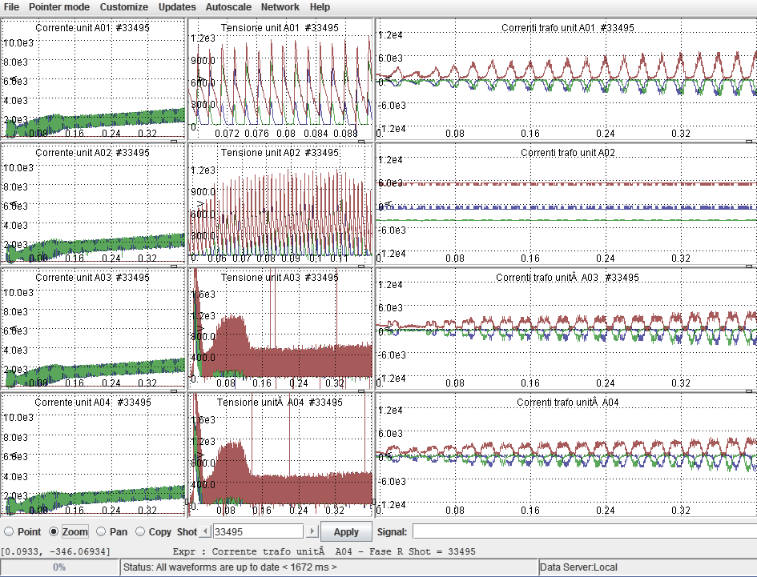 File Pointer mode Customize Updates Autoscale Network Help
Corrente unit A01 #33495
10.0e3
6.0e3
4.0e3
0.08 0.16 0.24 0.32
Tensione unit A01 #33495
1.2e3
900.0
300.0
0.072 0.076 0.08 0.084 0.088
Correnti trafo unit A01 #33495
1.2e4
6.0e3
-6.0e3
-1.2e4
0.08 0.16 0.24 0.32
Corrente unit A02 #33495
10.0e3
8.0e3
6.0e3
4.0e3
2.0e3
0.08 0.16 0.24 0.32
Tensione unit A02 #33495
1.2e3
900.0
600.0
300.0
0.06 0.07 0.08 0.09 0.1 0.11
Correnti trafo unit A02
1.2e4
6.0e3
-6.0e3
-1.2e4
0.08 0.16 0.24 0.32
Corrente unit A03 #33495
10.0e3
8.0e3
6.0e3
4.0e3
2.0e3
0.08 0.16 0.24 0.32
Tensione unit A03 #33495
1.6e3
1.2e3
800.0
400.0
0.08 0.16 0.24 0.32
Correnti trafo unitÂ A03 #33495
1.2e4
6.0e3
-6.0e3
-1.2e4
0.08 0.16 0.24 0.32
Corrente unit A04 #33495
10.0e3
8.0e3
6.0e3
4.0e3
2.0e3
0.08 0.16 0.24 0.32
Tensione unitÂ A04 #33495
1.6e3
1.2e3
800.0
400.0
0.08 0.16 0.24 0.32
Correnti trafo unitÂ A04
1.2e4
6.0e3
-6.0e3
-1.2e4
0.08 0.16 0.24 0.32
Point Zoom Pan Copy Shot 33495 Apply Signal:
[0.0933, -346.06934] Expr : Corrente trafo unitÂ A04 - Fase R Shot = 33495
0% Status: All waveforms are up to date < 1672 ms > Data Server:Local